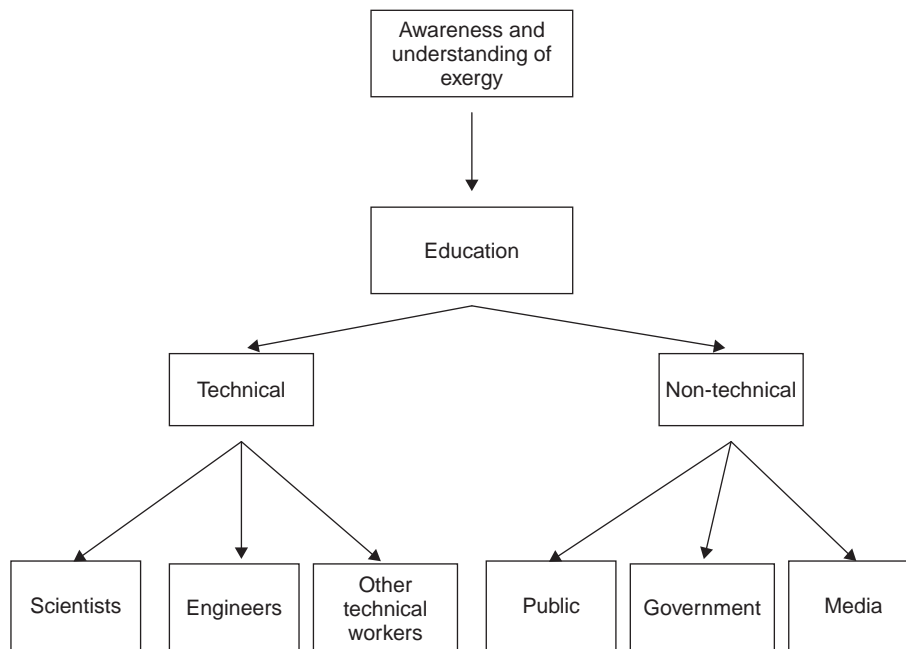 Awareness and
understanding of
exergy
Education
Technical
Non-technical
Scientists
Engineers
Other
technical
workers
Public
Government
Media